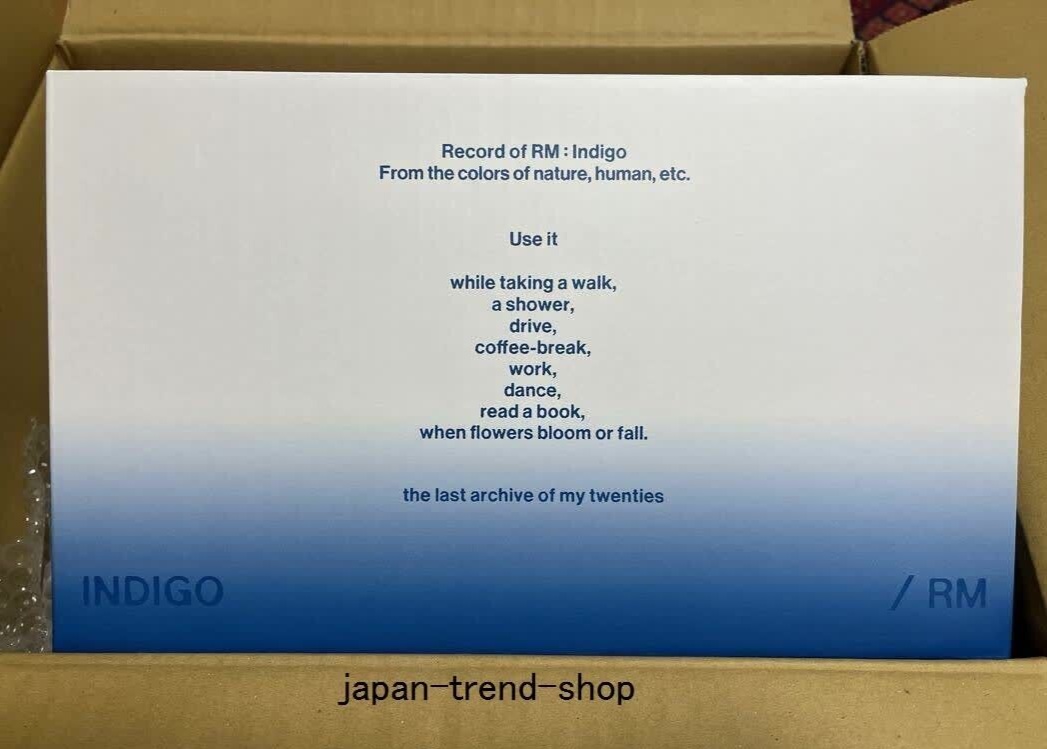 Record of RM : Indigo
From the colors of nature, human, etc.
Use it
while taking a walk,
a shower,
drive,
coffee-break,
work,
dance,
read a book,
when flowers bloom or fall.
the last archive of my twenties
INDIGO / RM
japan-trend-shop